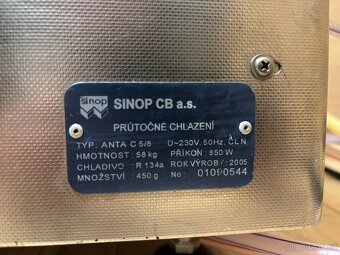 sinop
SINOP CB a.s.
PRŮTOČNÉ CHLAZENÍ
TYP: ANTA C 5/8 U~230V, 50Hz, ČL.N.
HMOTNOST: 58 kg PŘÍKON: 850 W
CHLADIVO: R 134a ROK VÝROBY: 2005
MNOŽSTVÍ: 450 g No: 01090544